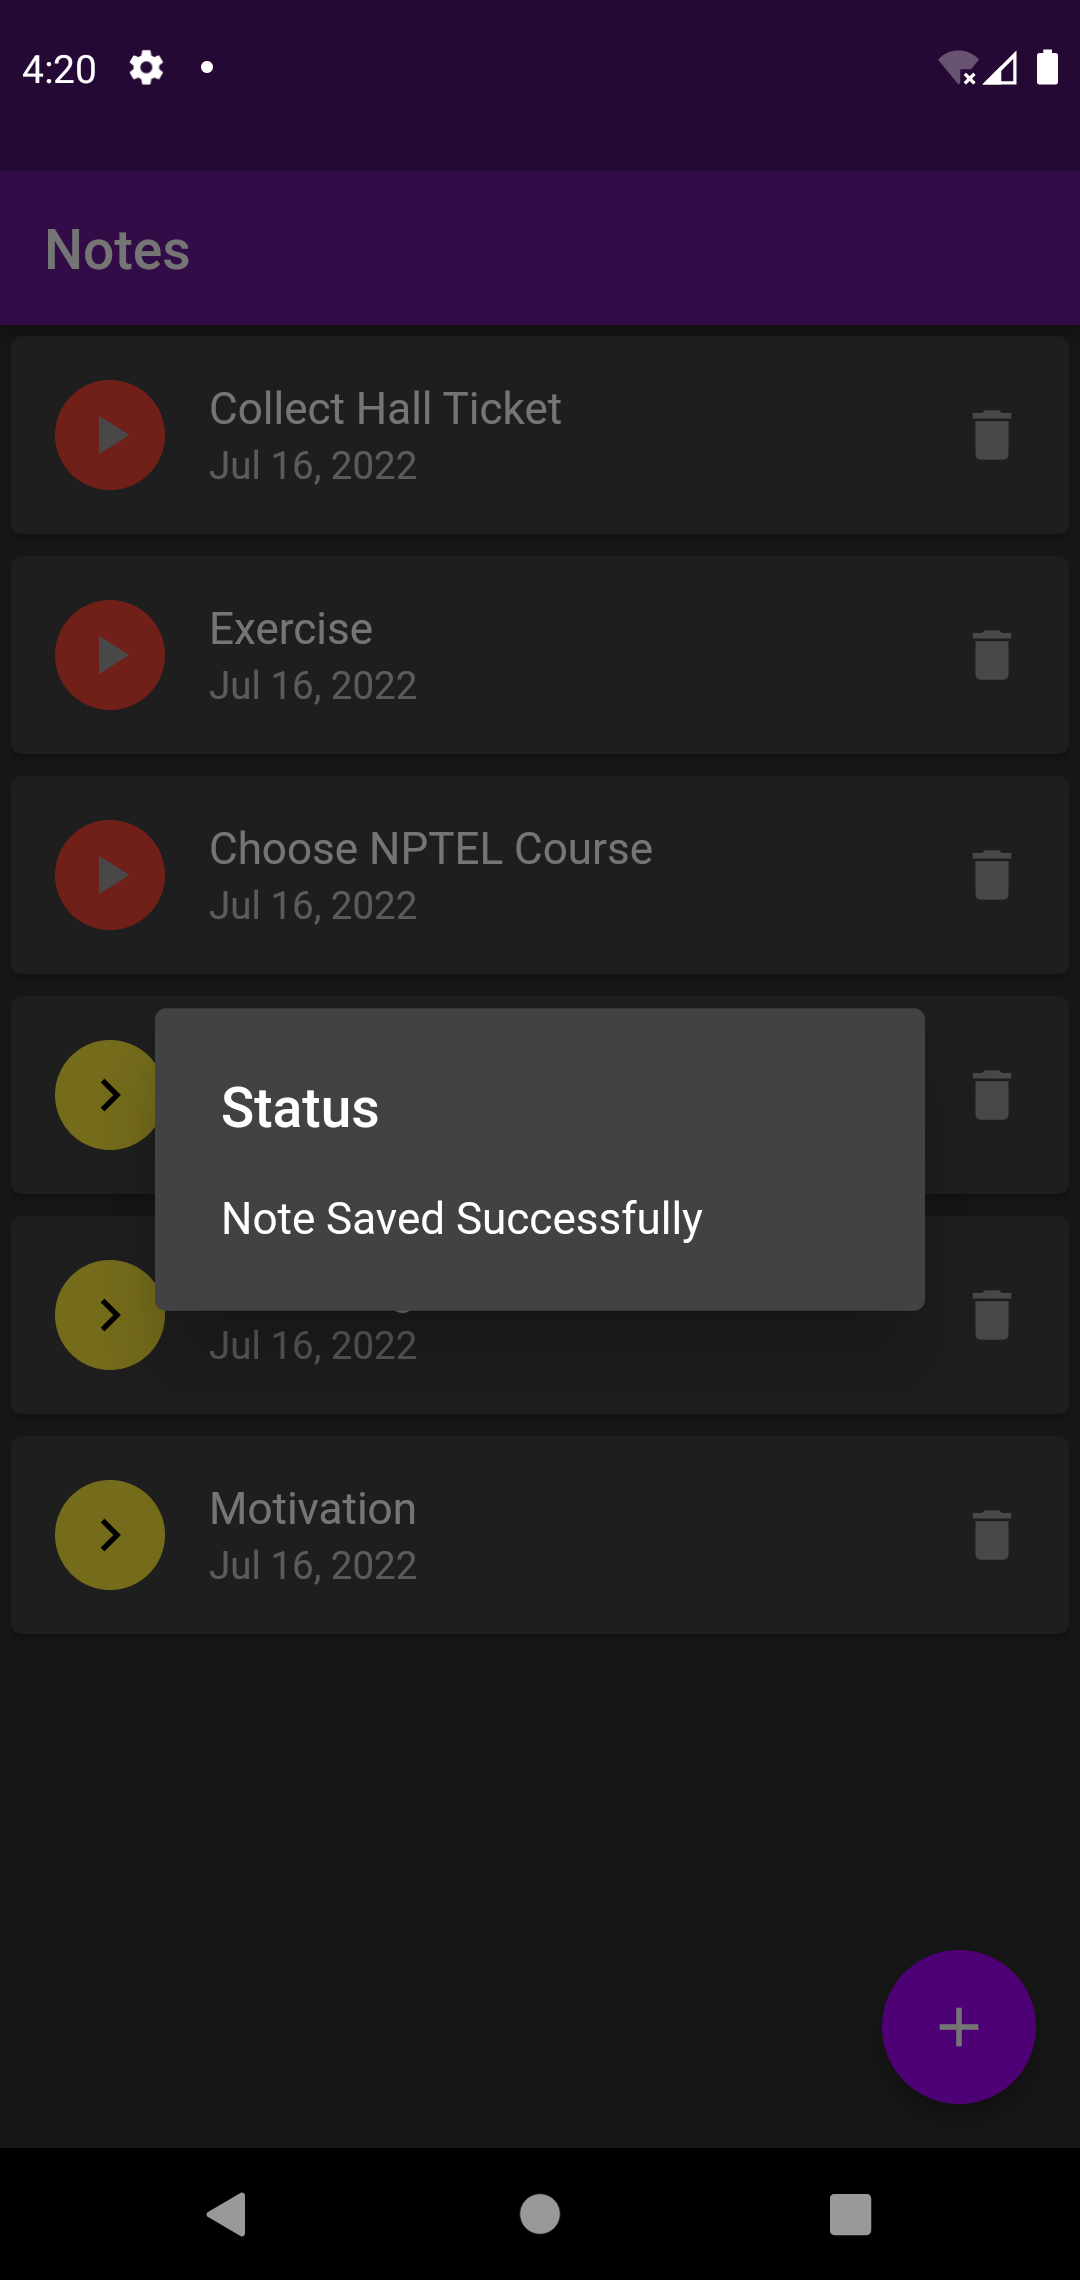 4:20
Notes
Collect Hall Ticket
Jul 16, 2022
Exercise
Jul 16, 2022
Choose NPTEL Course
Jul 16, 2022
Status
Note Saved Successfully
Jul 16, 2022
Motivation
Jul 16, 2022